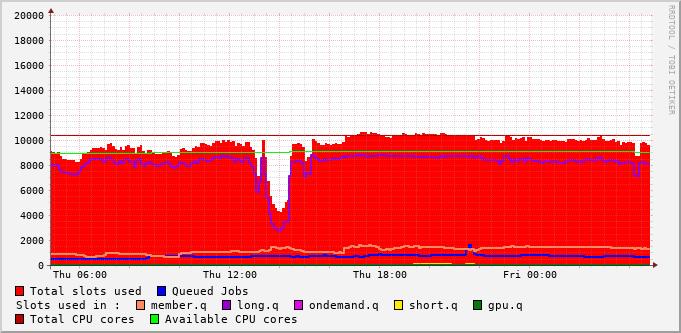 20000
18000
16000
14000
12000
10000
8000
6000
4000
2000
0
Thu 06:00 Thu 12:00 Thu 18:00 Fri 00:00
RRDTOOL / TOBI OETIKER
Total slots used Queued Jobs
Slots used in : member.q long.q ondemand.q short.q gpu.q
Total CPU cores Available CPU cores